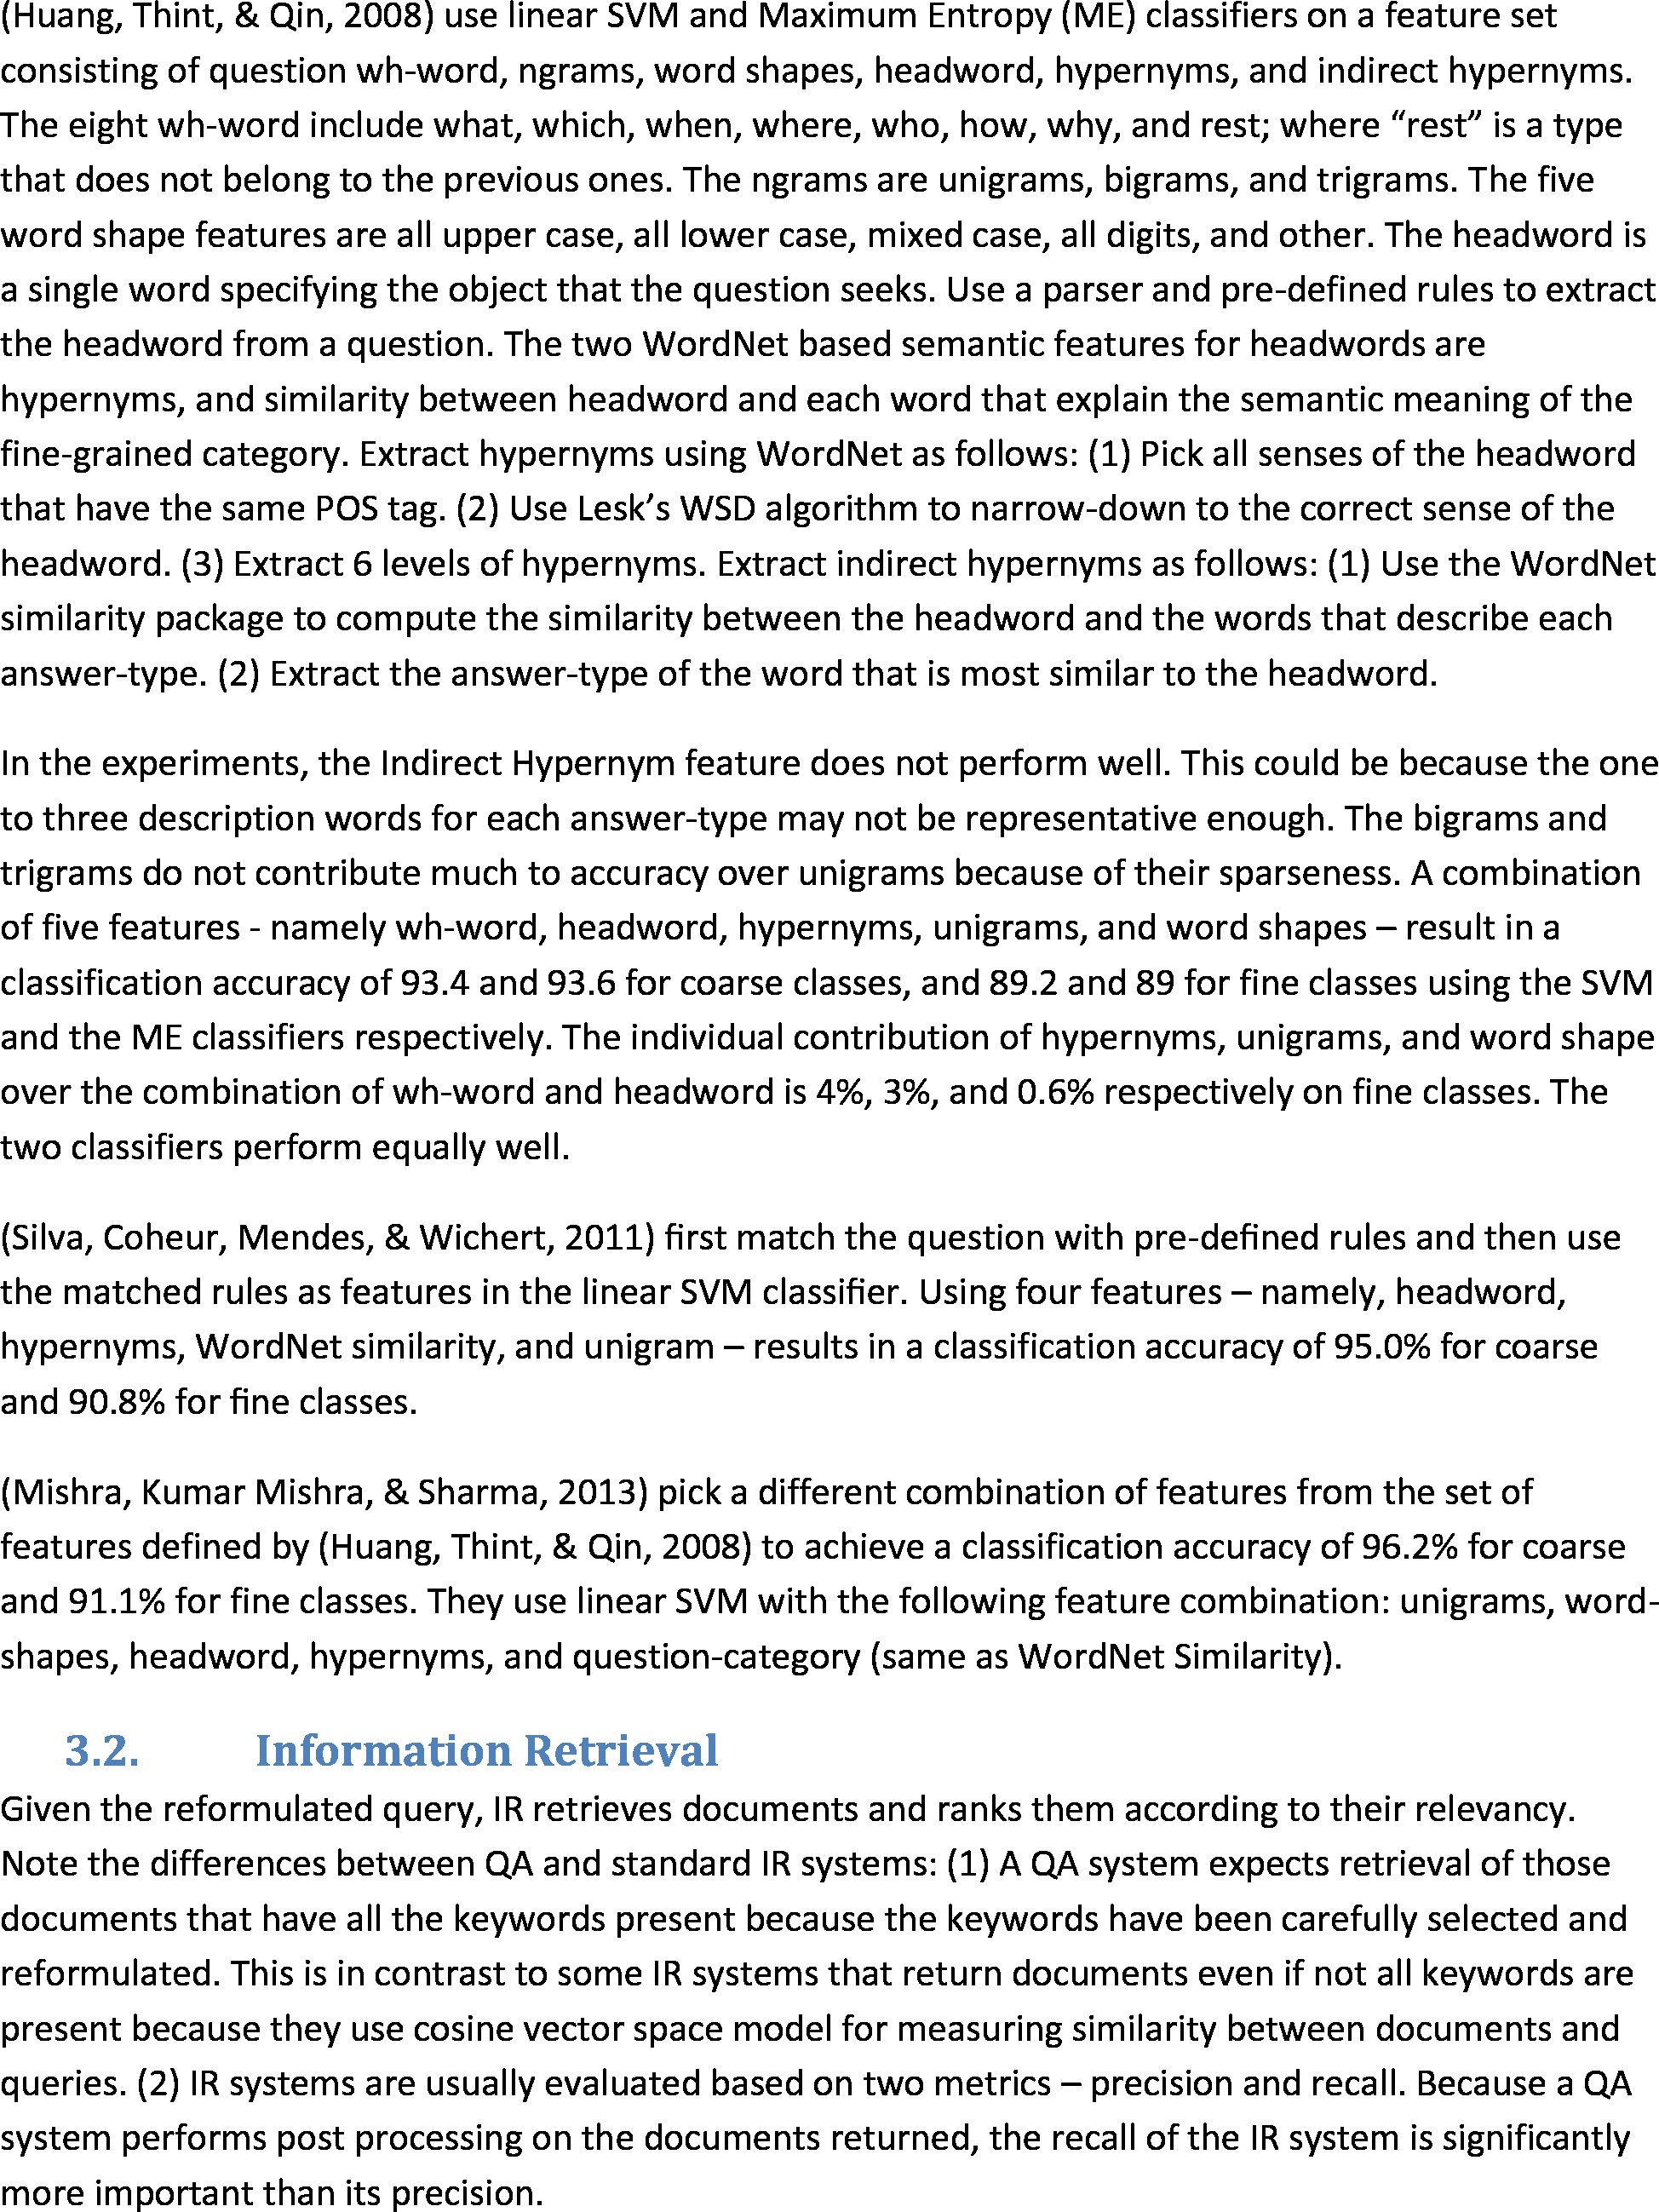 (Huang, Thint, & Qin, 2008) use linear SVM and Maximum Entropy (ME) classifiers on a feature set
consisting of question wh-word, ngrams, word shapes, headword, hypernyms, and indirect hypernyms.
The eight wh-word include what, which, when, where, who, how, why, and rest; where “rest” is a type
that does not belong to the previous ones. The ngrams are unigrams, bigrams, and trigrams. The five
word shape features are all upper case, all lower case, mixed case, all digits, and other. The headword is
a single word specifying the object that the question seeks. Use a parser and pre-defined rules to extract
the headword from a question. The two WordNet based semantic features for headwords are
hypernyms, and similarity between headword and each word that explain the semantic meaning of the
fine-grained category. Extract hypernyms using WordNet as follows: (1) Pick all senses of the headword
that have the same POS tag. (2) Use Lesk’s WSD algorithm to narrow-down to the correct sense of the
headword. (3) Extract 6 levels of hypernyms. Extract indirect hypernyms as follows: (1) Use the WordNet
similarity package to compute the similarity between the headword and the words that describe each
answer-type. (2) Extract the answer-type of the word that is most similar to the headword.
In the experiments, the Indirect Hypernym feature does not perform well. This could be because the one
to three description words for each answer-type may not be representative enough. The bigrams and
trigrams do not contribute much to accuracy over unigrams because of their sparseness. A combination
of five features - namely wh-word, headword, hypernyms, unigrams, and word shapes – result in a
classification accuracy of 93.4 and 93.6 for coarse classes, and 89.2 and 89 for fine classes using the SVM
and the ME classifiers respectively. The individual contribution of hypernyms, unigrams, and word shape
over the combination of wh-word and headword is 4%, 3%, and 0.6% respectively on fine classes. The
two classifiers perform equally well.
(Silva, Coheur, Mendes, & Wichert, 2011) first match the question with pre-defined rules and then use
the matched rules as features in the linear SVM classifier. Using four features – namely, headword,
hypernyms, WordNet similarity, and unigram – results in a classification accuracy of 95.0% for coarse
and 90.8% for fine classes.
(Mishra, Kumar Mishra, & Sharma, 2013) pick a different combination of features from the set of
features defined by (Huang, Thint, & Qin, 2008) to achieve a classification accuracy of 96.2% for coarse
and 91.1% for fine classes. They use linear SVM with the following feature combination: unigrams, word-
shapes, headword, hypernyms, and question-category (same as WordNet Similarity).
3.2. Information Retrieval
Given the reformulated query, IR retrieves documents and ranks them according to their relevancy.
Note the differences between QA and standard IR systems: (1) A QA system expects retrieval of those
documents that have all the keywords present because the keywords have been carefully selected and
reformulated. This is in contrast to some IR systems that return documents even if not all keywords are
present because they use cosine vector space model for measuring similarity between documents and
queries. (2) IR systems are usually evaluated based on two metrics – precision and recall. Because a QA
system performs post processing on the documents returned, the recall of the IR system is significantly
more important than its precision.